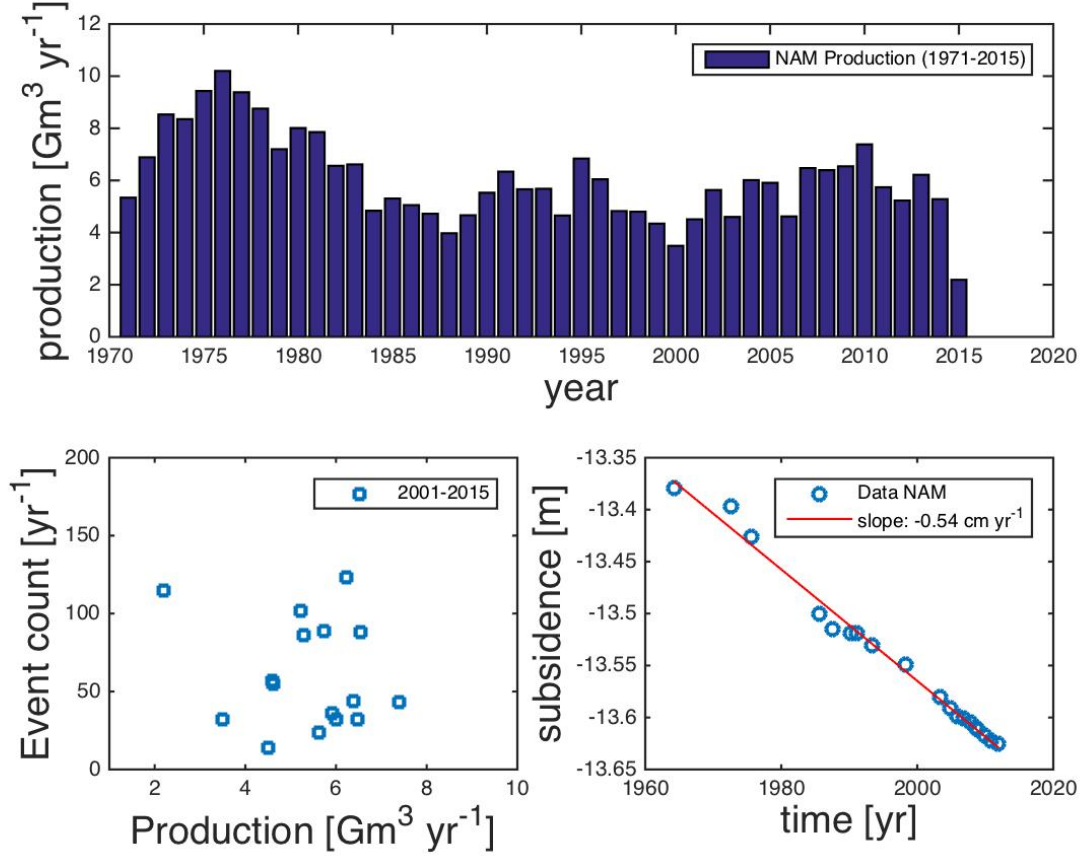 production [Gm³ yr⁻¹]
12
10
8
6
4
2
0
NAM Production (1971-2015)
1970 1975 1980 1985 1990 1995 2000 2005 2010 2015 2020
year
Event count [yr⁻¹]
200
150
100
50
0
2001-2015
2 4 6 8 10
Production [Gm³ yr⁻¹]
subsidence [m]
-13.35
-13.4
-13.45
-13.5
-13.55
-13.6
-13.65
Data NAM
slope: -0.54 cm yr⁻¹
1960 1980 2000 2020
time [yr]